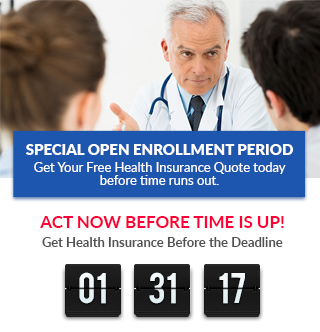 SPECIAL OPEN ENROLLMENT PERIOD
Get Your Free Health Insurance Quote today
before time runs out.
ACT NOW BEFORE TIME IS UP!
Get Health Insurance Before the Deadline
01 31 17